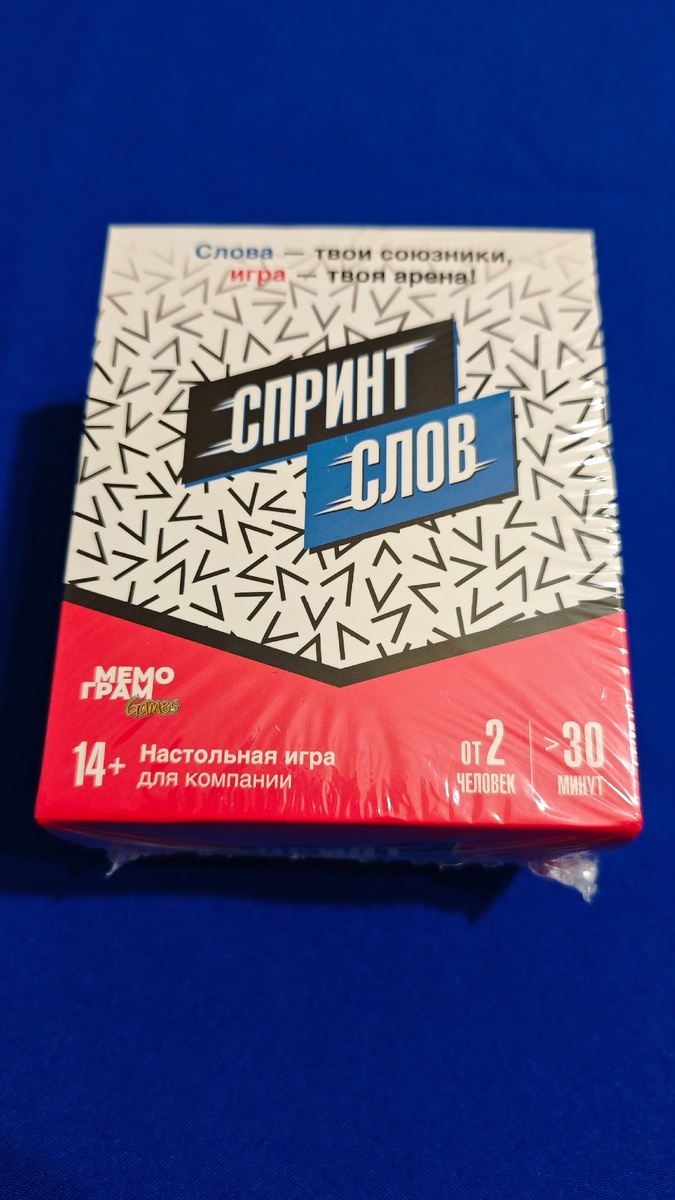 Слова — твои союзники,
игра — твоя арена!
СПРИНТ
СЛОВ
МЕМО
ГРАМ
Games
14+
Настольная игра
для компании
ОТ 2
ЧЕЛОВЕК
>30
МИНУТ